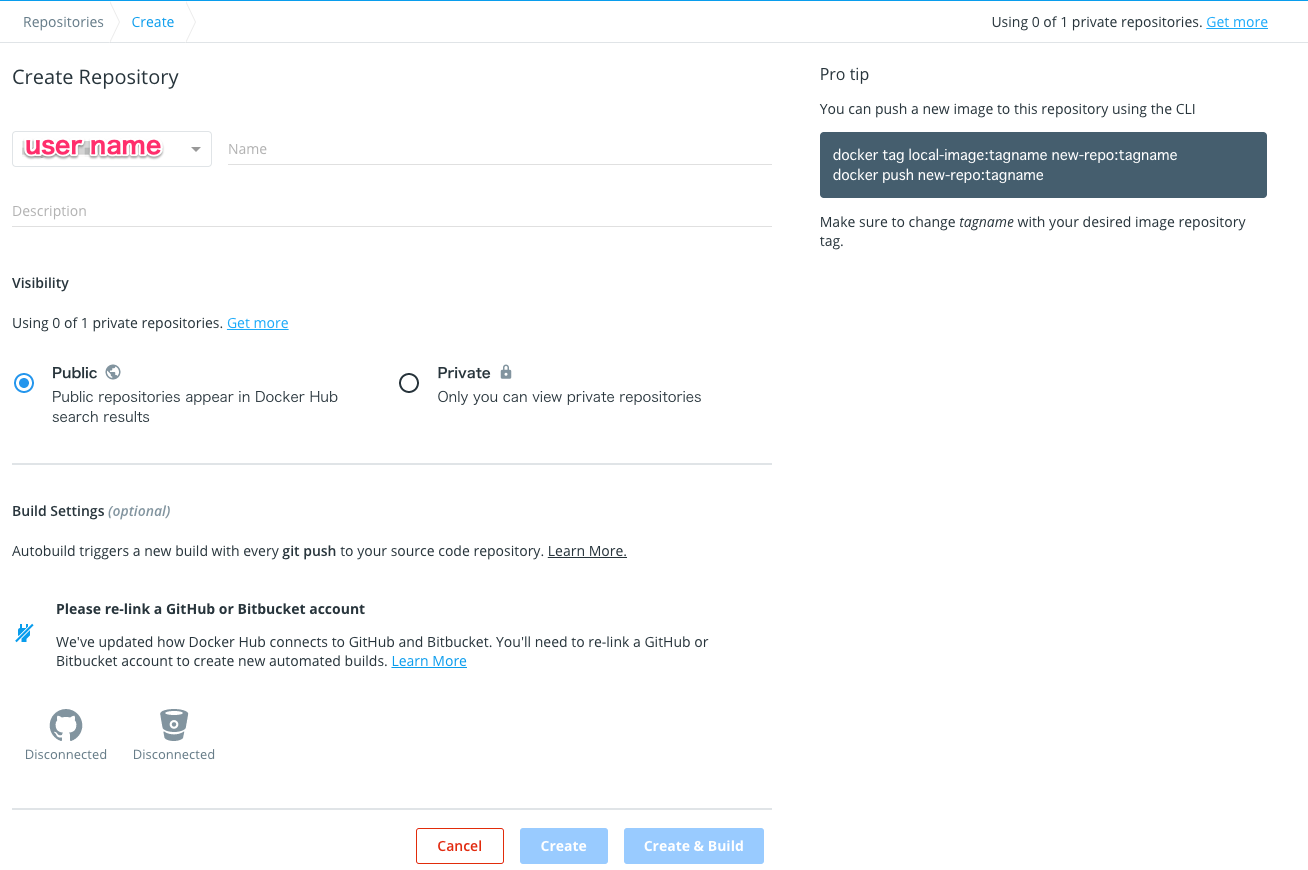 Repositories Create Using 0 of 1 private repositories. Get more
Create Repository
user name Name
Description
Visibility
Using 0 of 1 private repositories. Get more
Public
Public repositories appear in Docker Hub
search results
Private
Only you can view private repositories
Build Settings (optional)
Autobuild triggers a new build with every git push to your source code repository. Learn More.
Please re-link a GitHub or Bitbucket account
We've updated how Docker Hub connects to GitHub and Bitbucket. You'll need to re-link a GitHub or
Bitbucket account to create new automated builds. Learn More
Disconnected Disconnected
Cancel Create Create & Build
Pro tip
You can push a new image to this repository using the CLI
docker tag local-image:tagname new-repo:tagname
docker push new-repo:tagname
Make sure to change tagname with your desired image repository
tag.